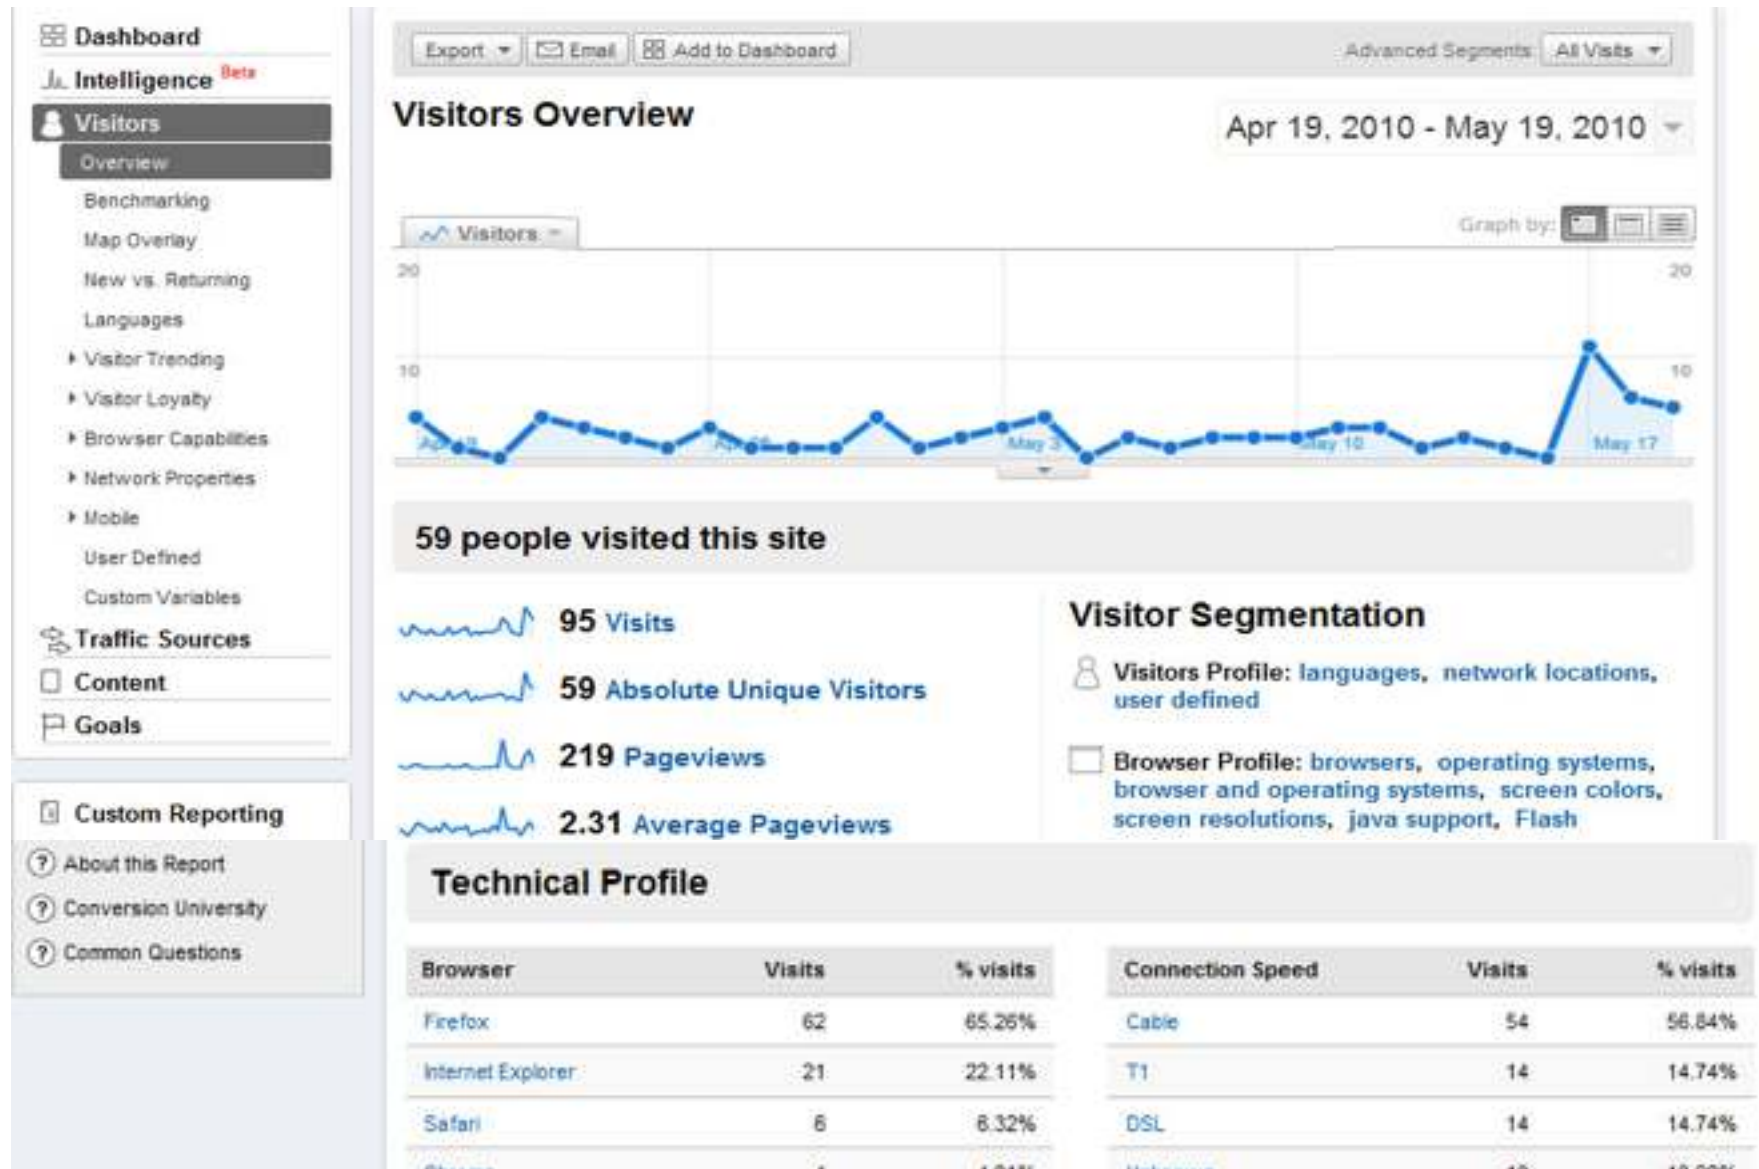 Dashboard
Intelligence Beta
Visitors
Overview
Benchmarking
Map Overlay
New vs. Returning
Languages
Visitor Trending
Visitor Loyalty
Browser Capabilities
Network Properties
Mobile
User Defined
Custom Variables
Traffic Sources
Content
Goals
Custom Reporting
About this Report
Conversion University
Common Questions
Export Email Add to Dashboard
Advanced Segments: All Visits
Visitors Overview
Apr 19, 2010 - May 19, 2010
Visitors
Graph by:
20 20
10 10
May 3 May 10 May 17
59 people visited this site
95 Visits
59 Absolute Unique Visitors
219 Pageviews
2.31 Average Pageviews
Visitor Segmentation
Visitors Profile: languages, network locations,
user defined
Browser Profile: browsers, operating systems,
browser and operating systems, screen colors,
screen resolutions, java support, Flash
Technical Profile
Browser Visits % visits
Firefox 62 65.26%
Internet Explorer 21 22.11%
Safari 6 6.32%
Connection Speed Visits % visits
Cable 54 56.84%
T1 14 14.74%
DSL 14 14.74%